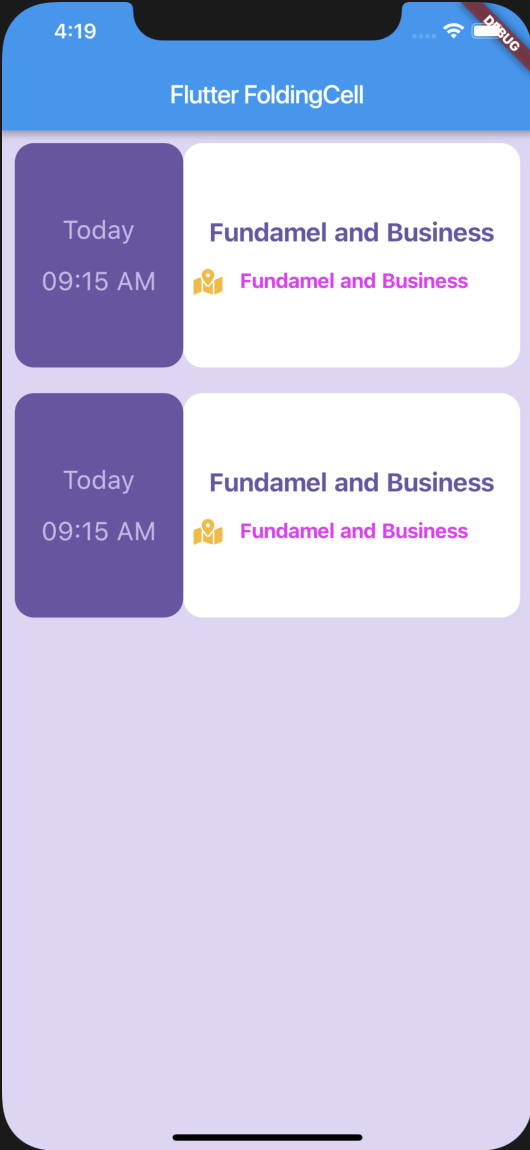 4:19
DEBUG
Flutter FoldingCell
Today
09:15 AM
Fundamel and Business
Fundamel and Business
Today
09:15 AM
Fundamel and Business
Fundamel and Business